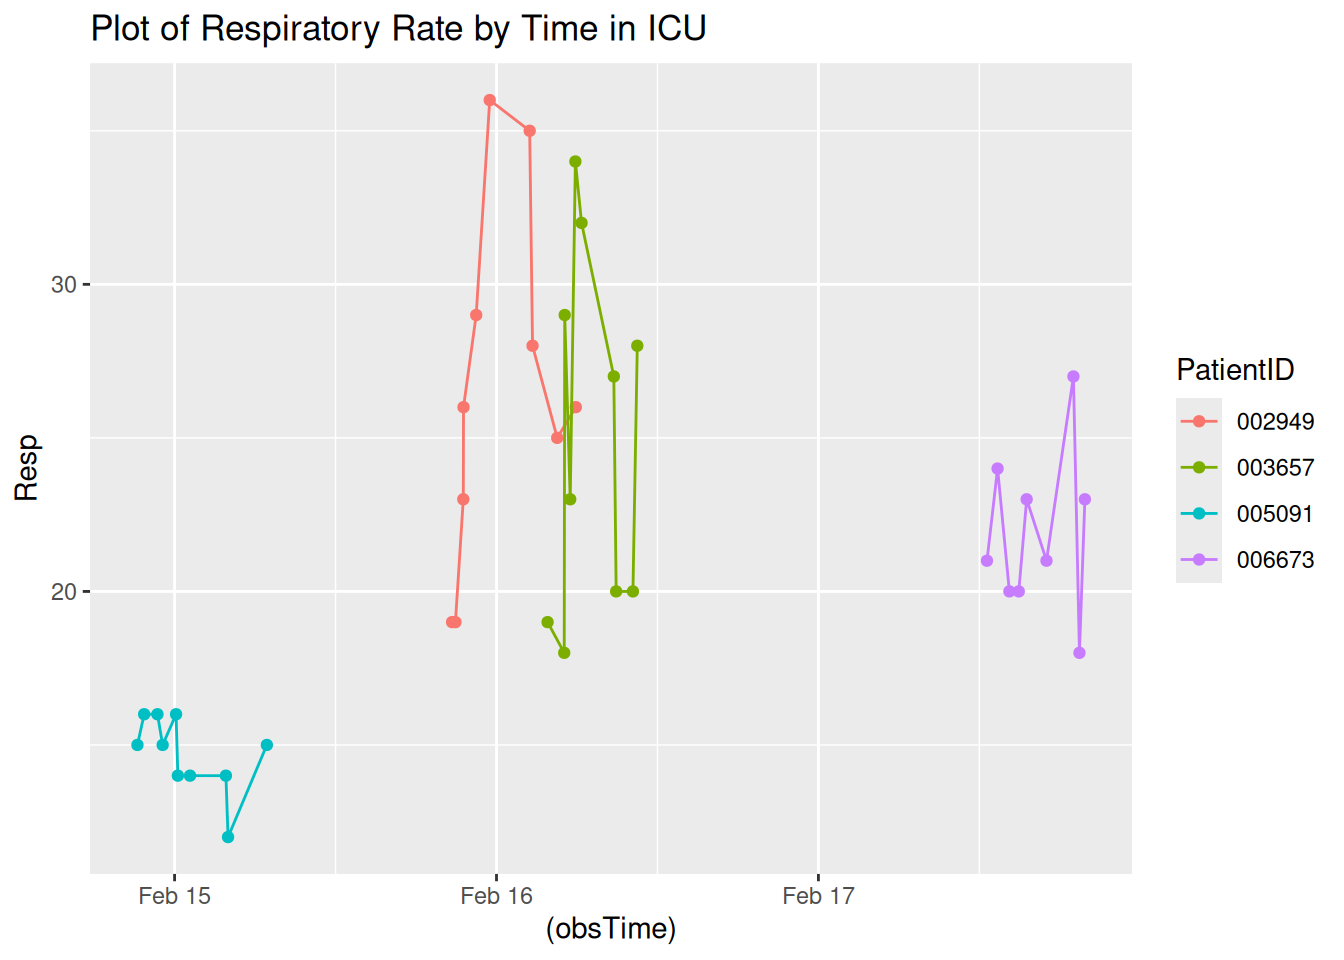 Plot of Respiratory Rate by Time in ICU
Resp
30
20
Feb 15
Feb 16
Feb 17
(obsTime)
PatientID
002949
003657
005091
006673